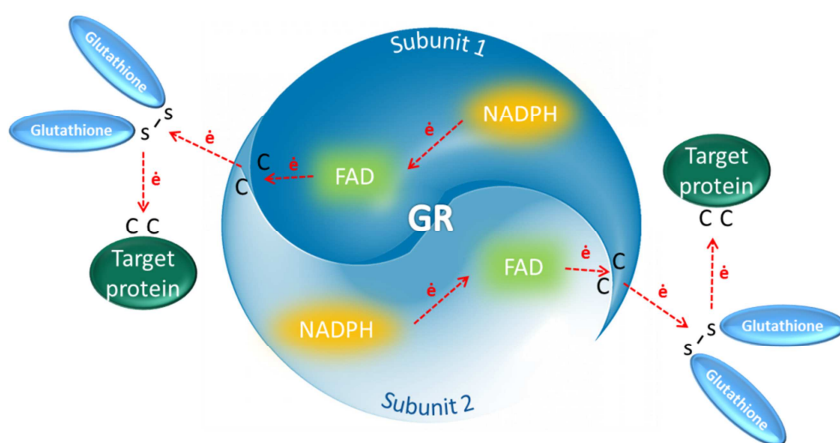 Glutathione
Glutathione
S
S
ė
ė
C C
Target
protein
Subunit 1
NADPH
ė
FAD
ė
C
C
GR
FAD
ė
C
C
ė
NADPH
Subunit 2
ė
Target
protein
C C
ė
S
S
Glutathione
Glutathione